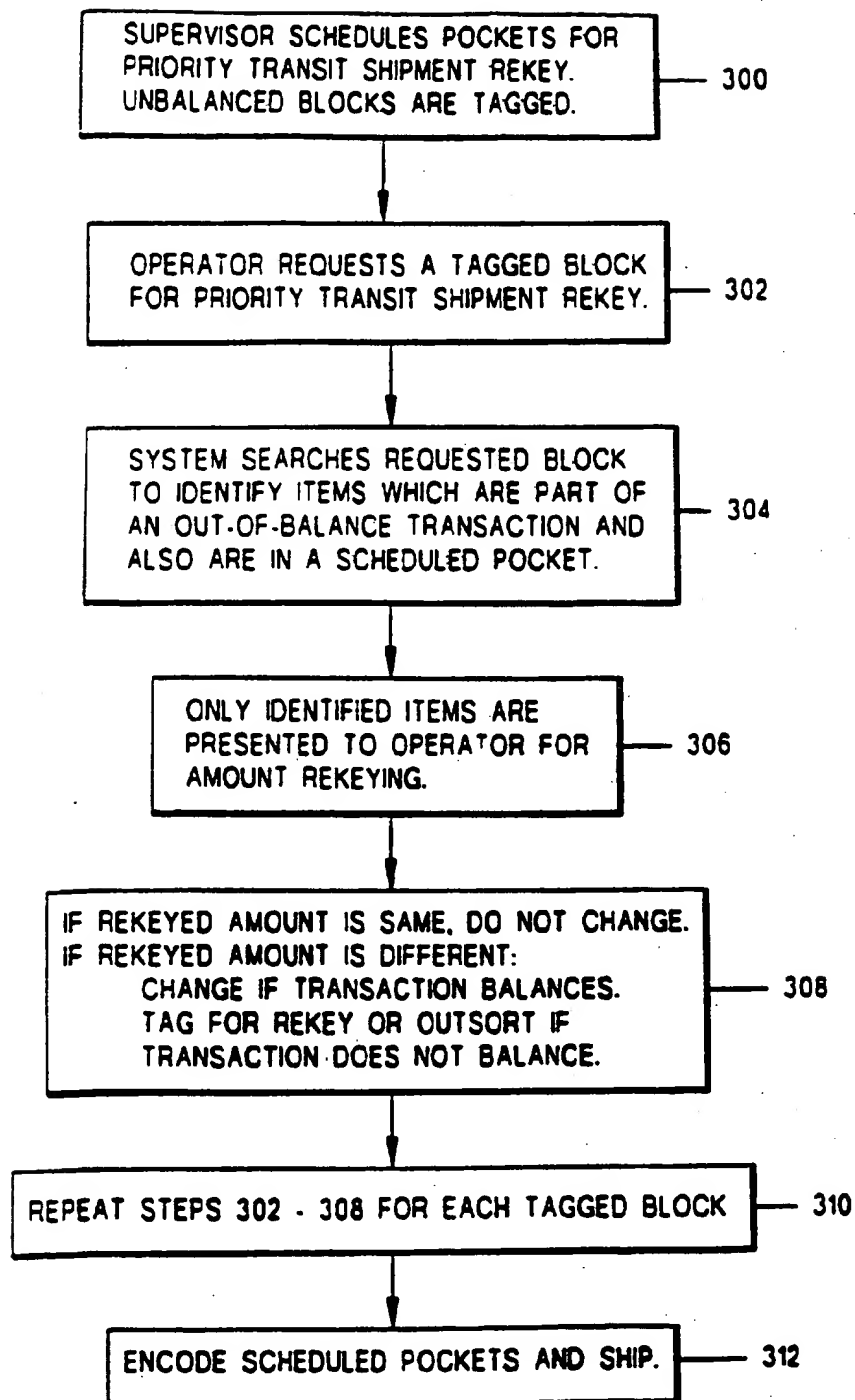 SUPERVISOR SCHEDULES POCKETS FOR
PRIORITY TRANSIT SHIPMENT REKEY.
UNBALANCED BLOCKS ARE TAGGED.
300
OPERATOR REQUESTS A TAGGED BLOCK
FOR PRIORITY TRANSIT SHIPMENT REKEY.
302
SYSTEM SEARCHES REQUESTED BLOCK
TO IDENTIFY ITEMS WHICH ARE PART OF
AN OUT-OF-BALANCE TRANSACTION AND
ALSO ARE IN A SCHEDULED POCKET.
304
ONLY IDENTIFIED ITEMS ARE
PRESENTED TO OPERATOR FOR
AMOUNT REKEYING.
306
IF REKEYED AMOUNT IS SAME, DO NOT CHANGE.
IF REKEYED AMOUNT IS DIFFERENT:
CHANGE IF TRANSACTION BALANCES.
TAG FOR REKEY OR OUTSORT IF
TRANSACTION DOES NOT BALANCE.
308
REPEAT STEPS 302 - 308 FOR EACH TAGGED BLOCK
310
ENCODE SCHEDULED POCKETS AND SHIP.
312